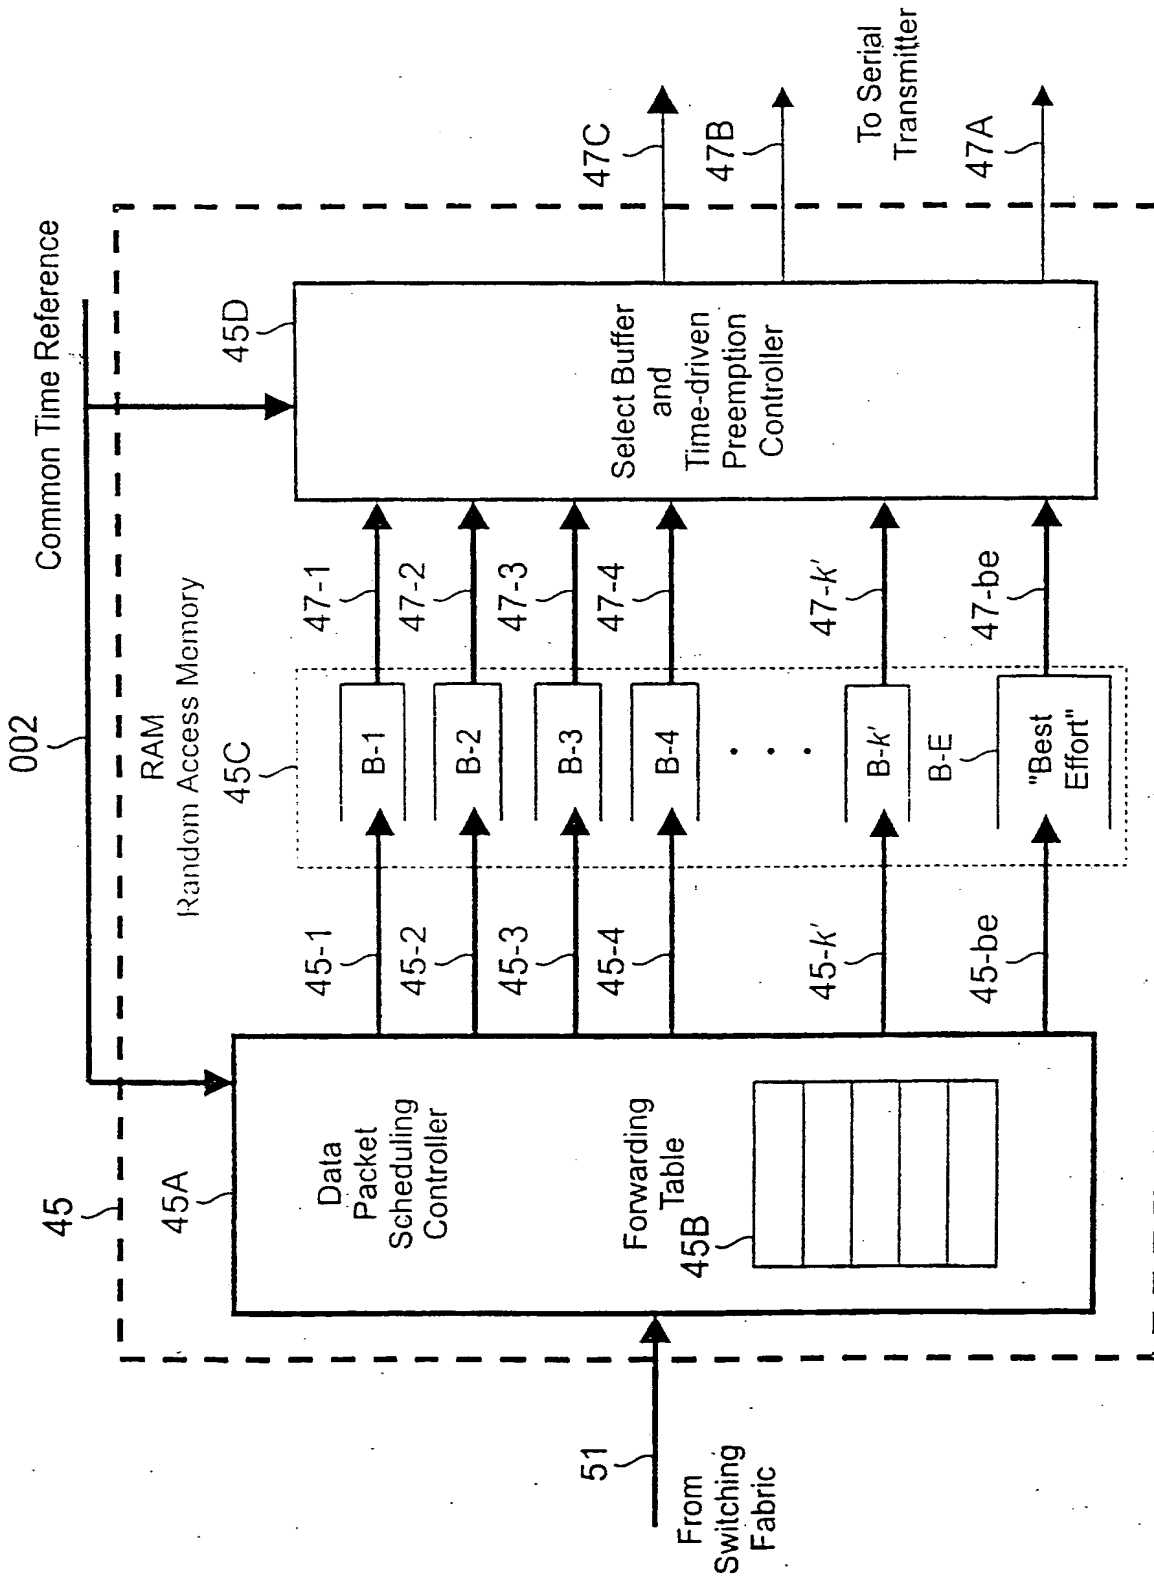 Common Time Reference
002
45
RAM
Random Access Memory
45A
45C
45D
Data
Packet
Scheduling
Controller
Forwarding
Table
45B
45-1
45-2
45-3
45-4
45-k'
45-be
B-1
B-2
B-3
B-4
. . .
B-k'
B-E
"Best
Effort"
47-1
47-2
47-3
47-4
47-k'
47-be
Select Buffer
and
Time-driven
Preemption
Controller
47C
47B
47A
To Serial
Transmitter
51
From
Switching
Fabric